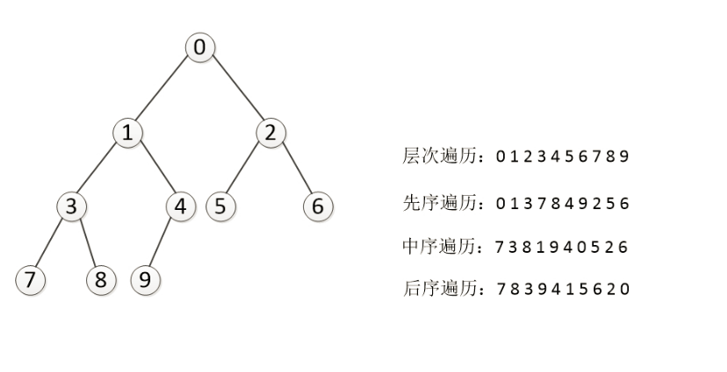 0
1 2
3 4 5 6
7 8 9
层次遍历：0 1 2 3 4 5 6 7 8 9
先序遍历：0 1 3 7 8 4 9 2 5 6
中序遍历：7 3 8 1 9 4 0 5 2 6
后序遍历：7 8 3 9 4 1 5 6 2 0